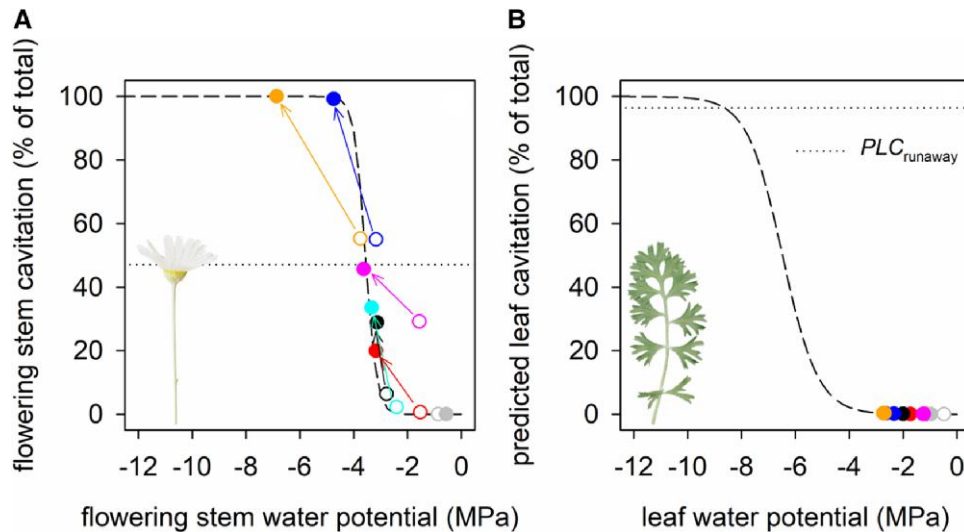 A
B
flowering stem cavitation (% of total)
100
80
60
40
20
0
-12 -10 -8 -6 -4 -2 0
flowering stem water potential (MPa)
predicted leaf cavitation (% of total)
100
80
60
40
20
0
PLCrunaway
-12 -10 -8 -6 -4 -2 0
leaf water potential (MPa)